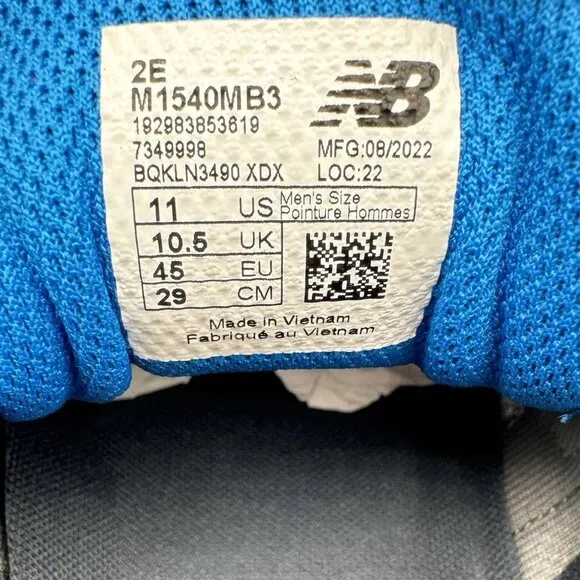 2E
M1540MB3
192983853619
7349998 MFG:08/2022
BQKLN3490 XDX LOC:22
11 US Men's Size
Pointure Hommes
10.5 UK
45 EU
29 CM
Made in Vietnam
Fabriqué au Vietnam
NB